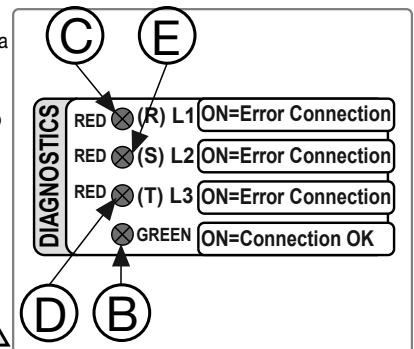 a
C E
DIAGNOSTICS
RED (R) L1 ON=Error Connection
RED (S) L2 ON=Error Connection
RED (T) L3 ON=Error Connection
GREEN ON=Connection OK
D B